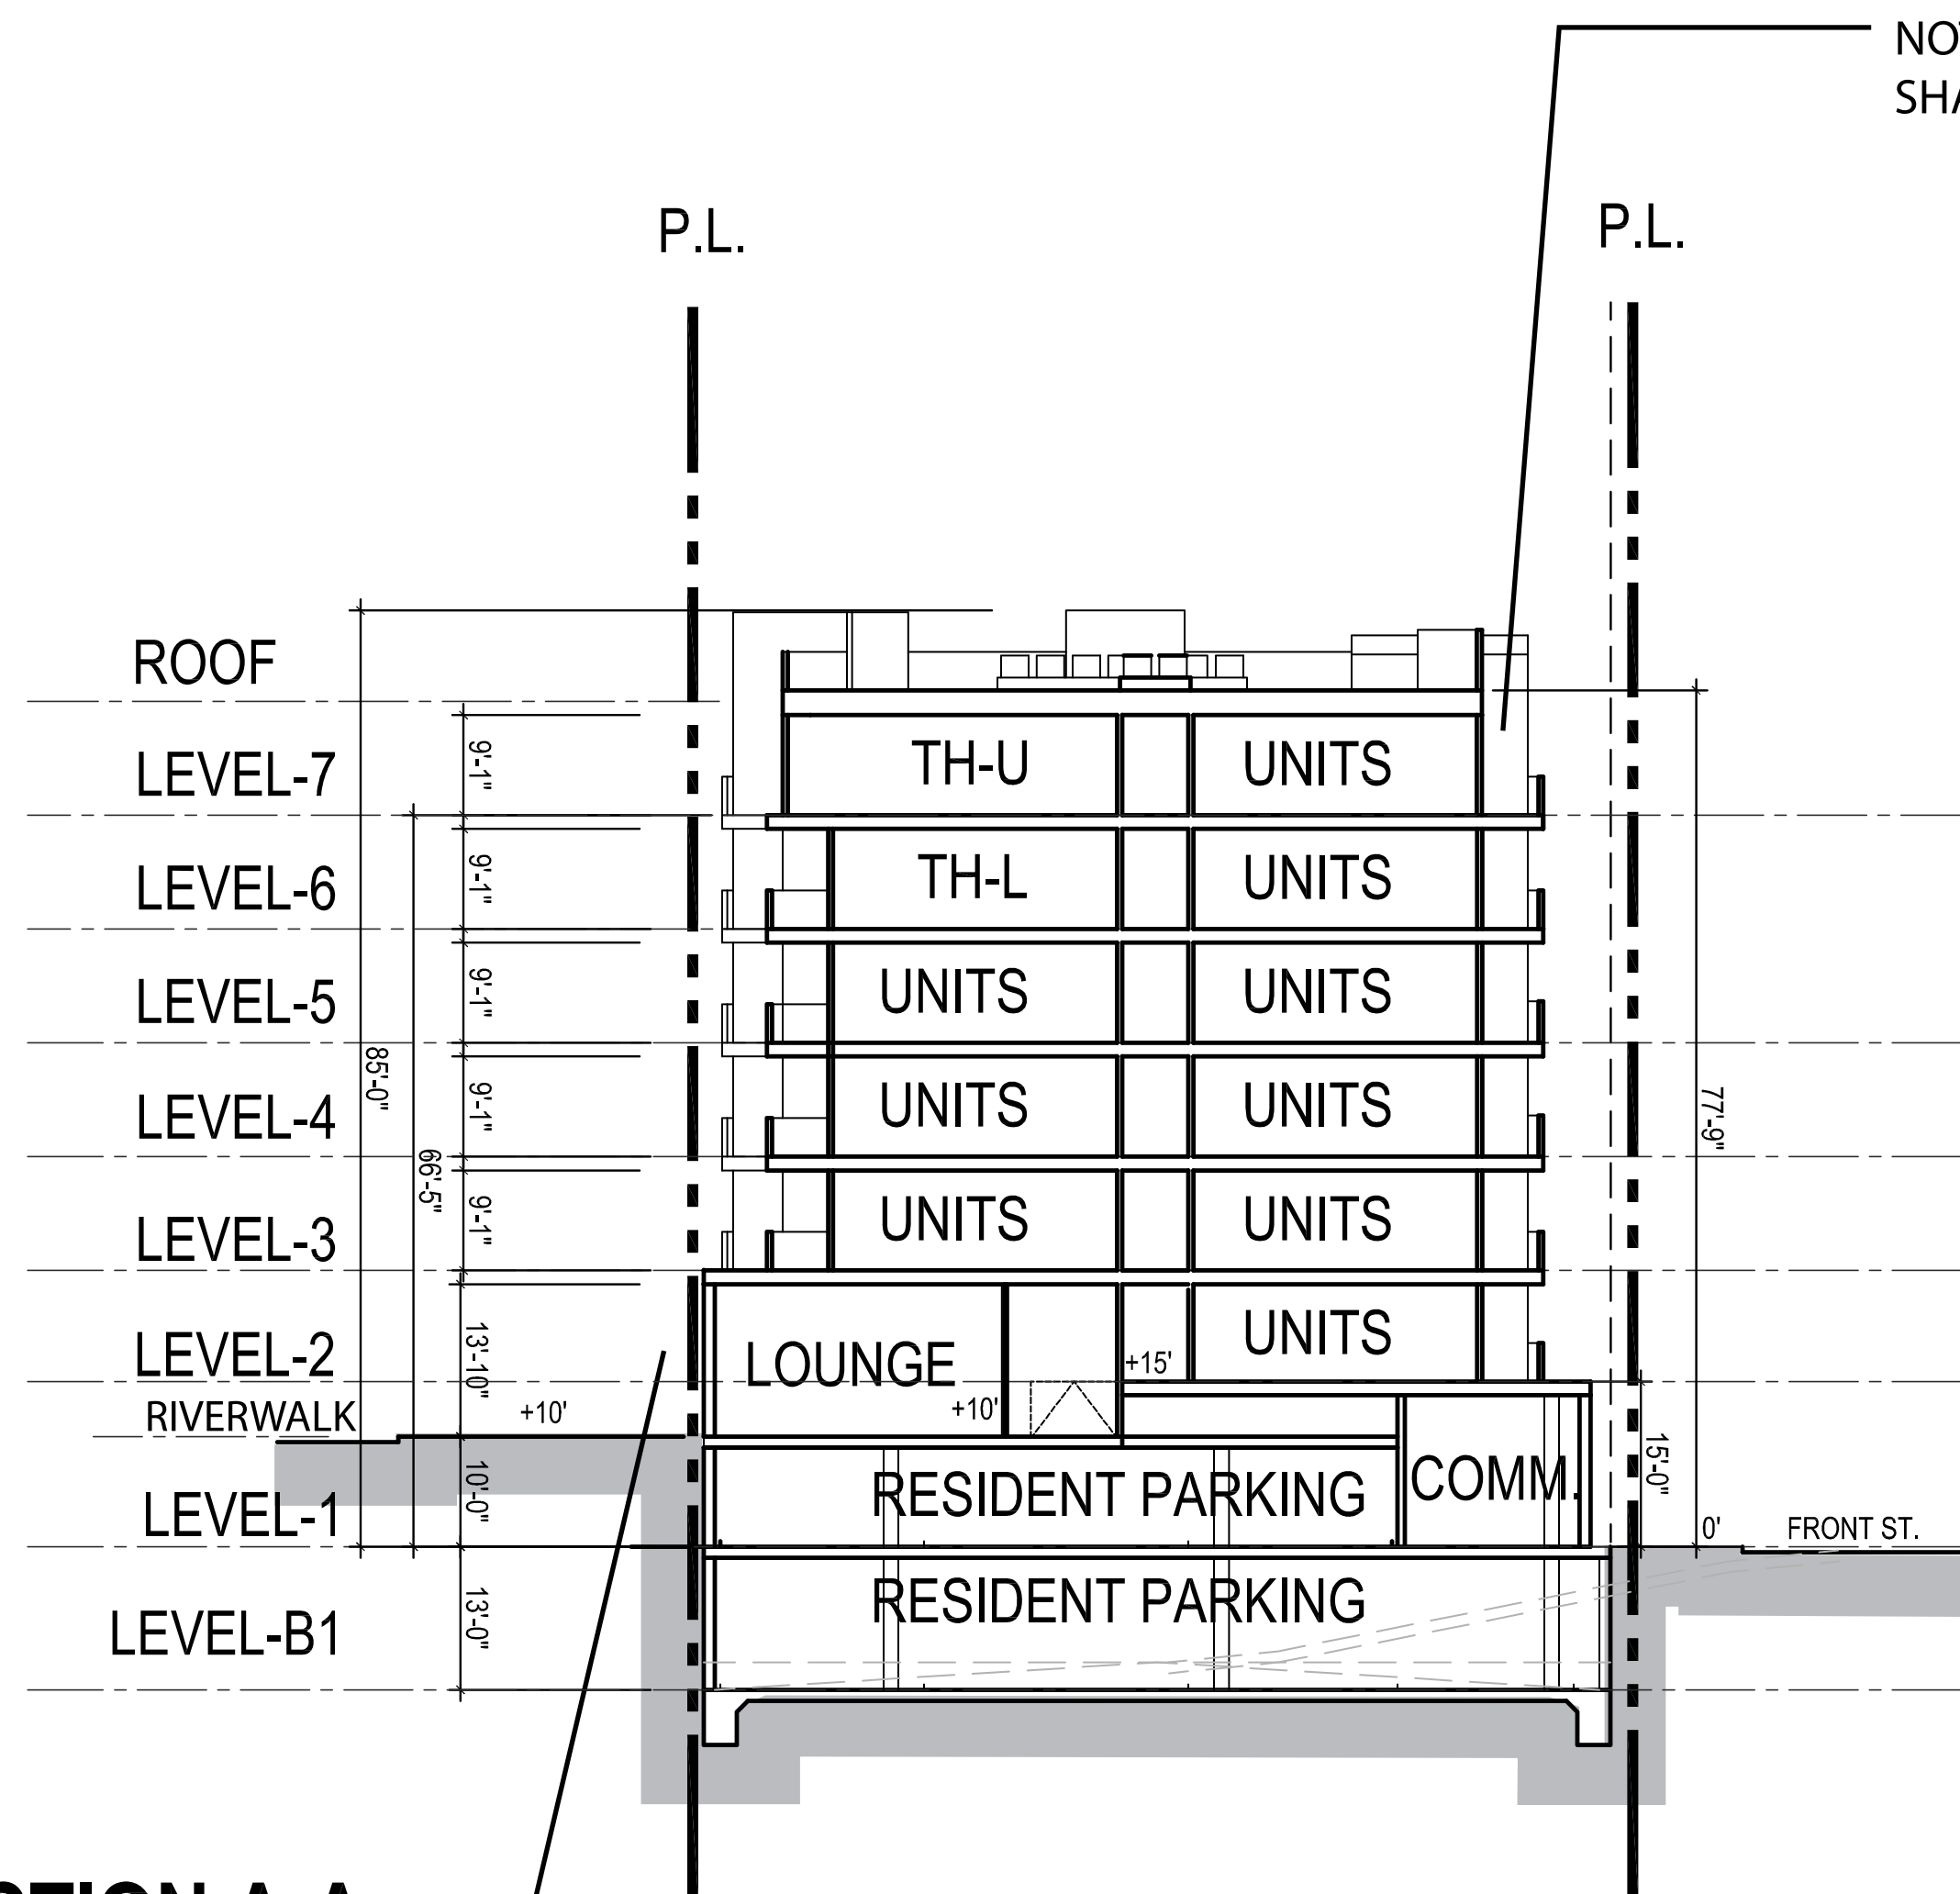 P.L.
P.L.
ROOF
LEVEL-7
9'-1"
TH-U
UNITS
LEVEL-6
9'-1"
TH-L
UNITS
LEVEL-5
9'-1"
UNITS
UNITS
85'-0"
LEVEL-4
9'-1"
UNITS
UNITS
77'-9"
66'-5"
LEVEL-3
9'-1"
UNITS
UNITS
LEVEL-2
13'-10"
LOUNGE
+15'
UNITS
RIVERWALK
+10'
+10'
LEVEL-1
10'-0"
RESIDENT PARKING
COMM.
15'-0"
0'
FRONT ST.
LEVEL-B1
13'-0"
RESIDENT PARKING